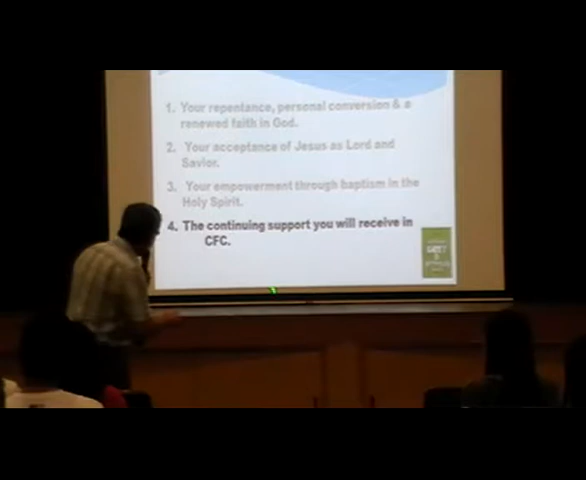 1. Your repentance, personal conversion & a
renewed faith in God.
2. Your acceptance of Jesus as Lord and
Savior.
3. Your empowerment through baptism in the
Holy Spirit.
4. The continuing support you will receive in
CFC.